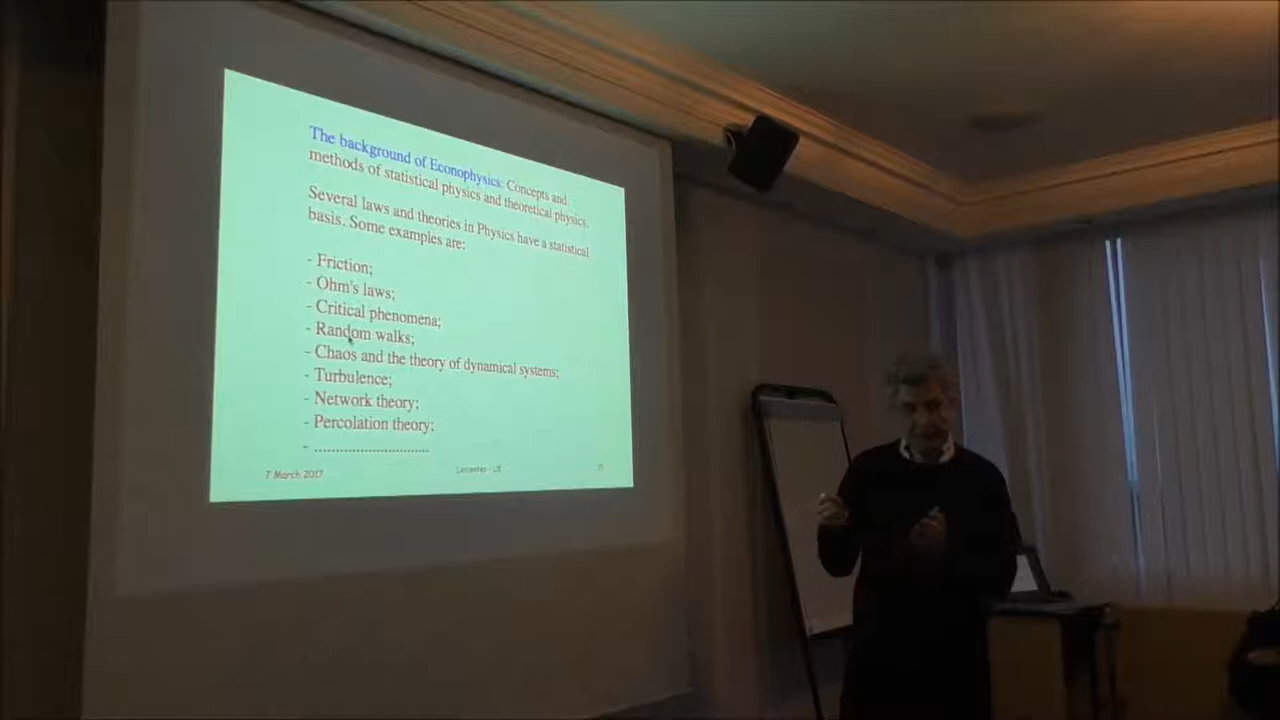 The background of Econophysics: Concepts and
methods of statistical physics and theoretical physics.
Several laws and theories in Physics have a statistical
basis. Some examples are:
- Friction;
- Ohm's laws;
- Critical phenomena;
- Random walks;
- Chaos and the theory of dynamical systems;
- Turbulence;
- Network theory;
- Percolation theory;
- ..............................
7 March 2017 Leicester - UK